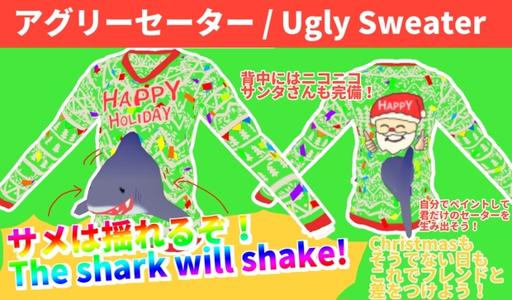 アグリーセーター / Ugly Sweater
背中にはニコニコ
サンタさんも完備！
HAPPY
HOLIDAY
HAPPY
自分でペイントして
君だけのセーターを
生み出そう！
サメは揺れるぞ！
The shark will shake!
Christmasも
そうでない日も
これでフレンドと
差をつけよう！